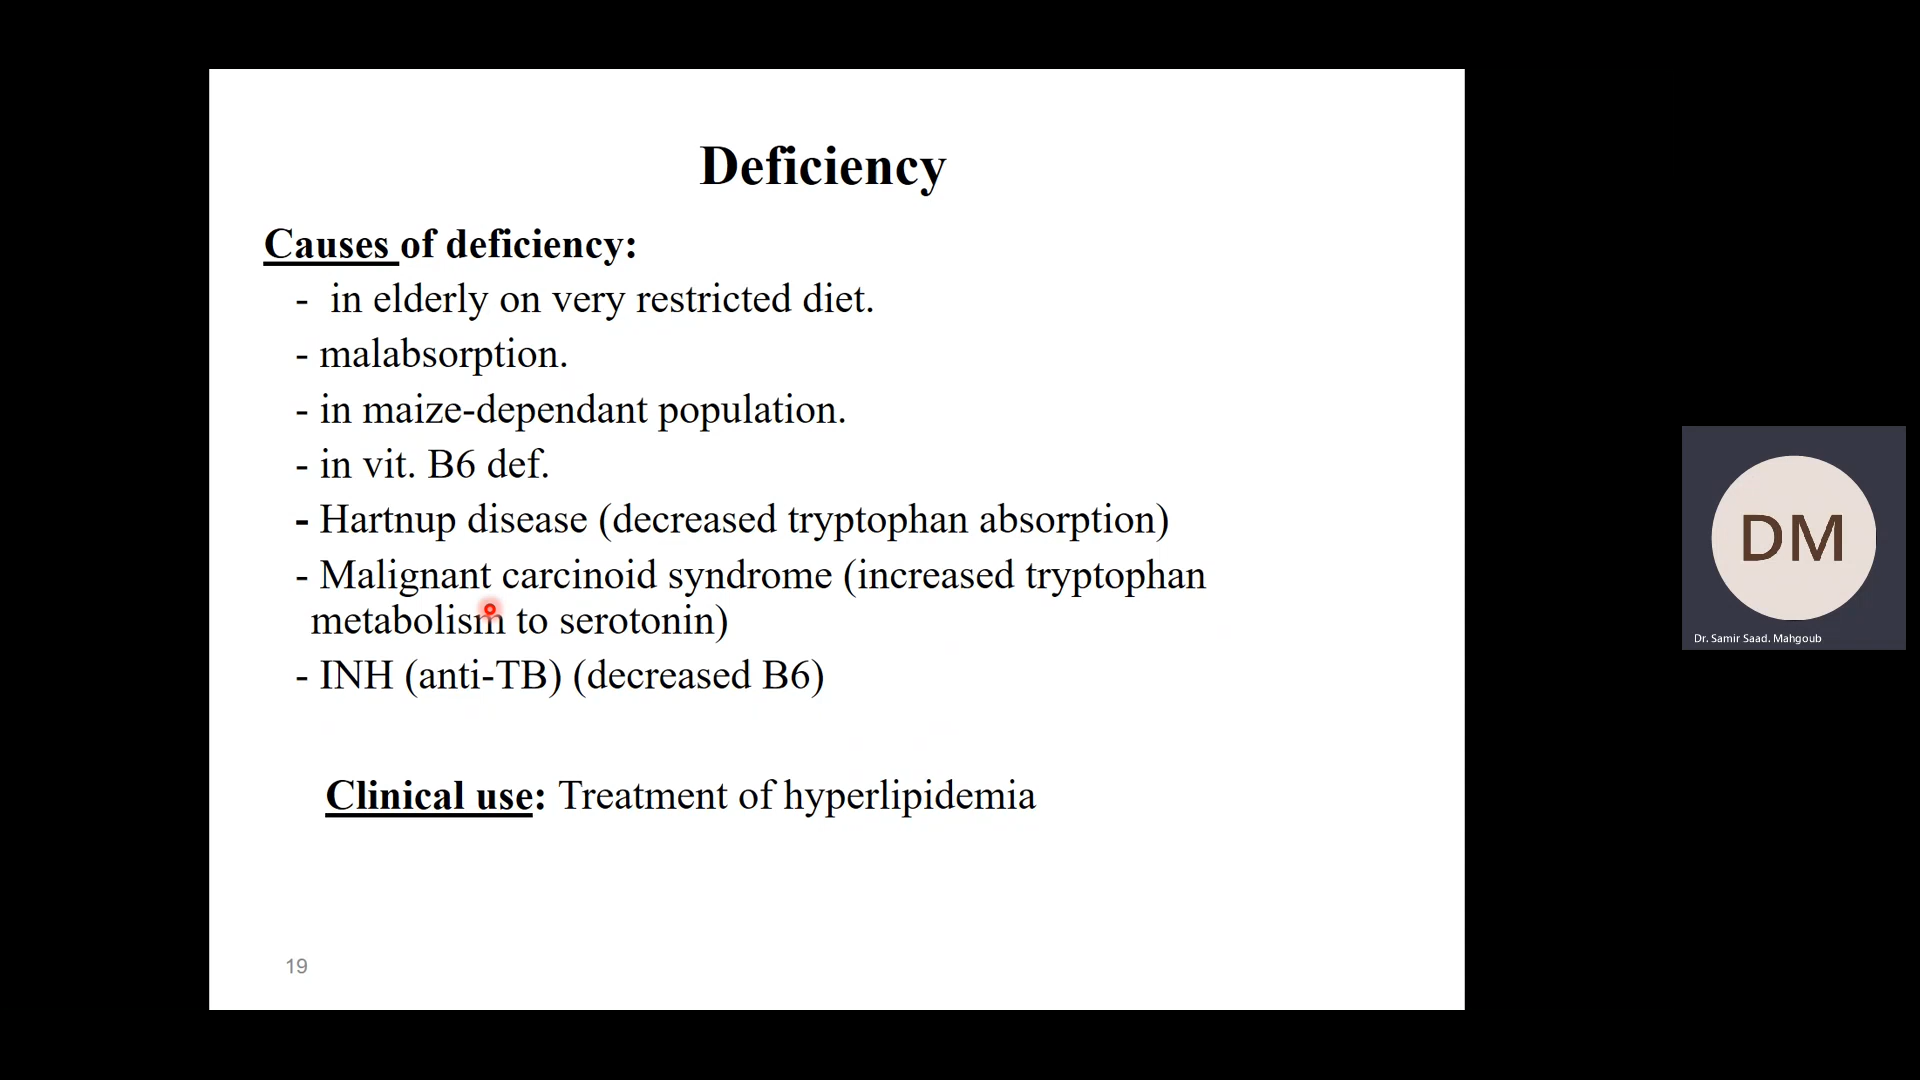 Deficiency
Causes of deficiency:
- in elderly on very restricted diet.
- malabsorption.
- in maize-dependant population.
- in vit. B6 def.
- Hartnup disease (decreased tryptophan absorption)
- Malignant carcinoid syndrome (increased tryptophan
metabolism to serotonin)
- INH (anti-TB) (decreased B6)
Clinical use: Treatment of hyperlipidemia
19
DM
Dr. Samir Saad. Mahgoub